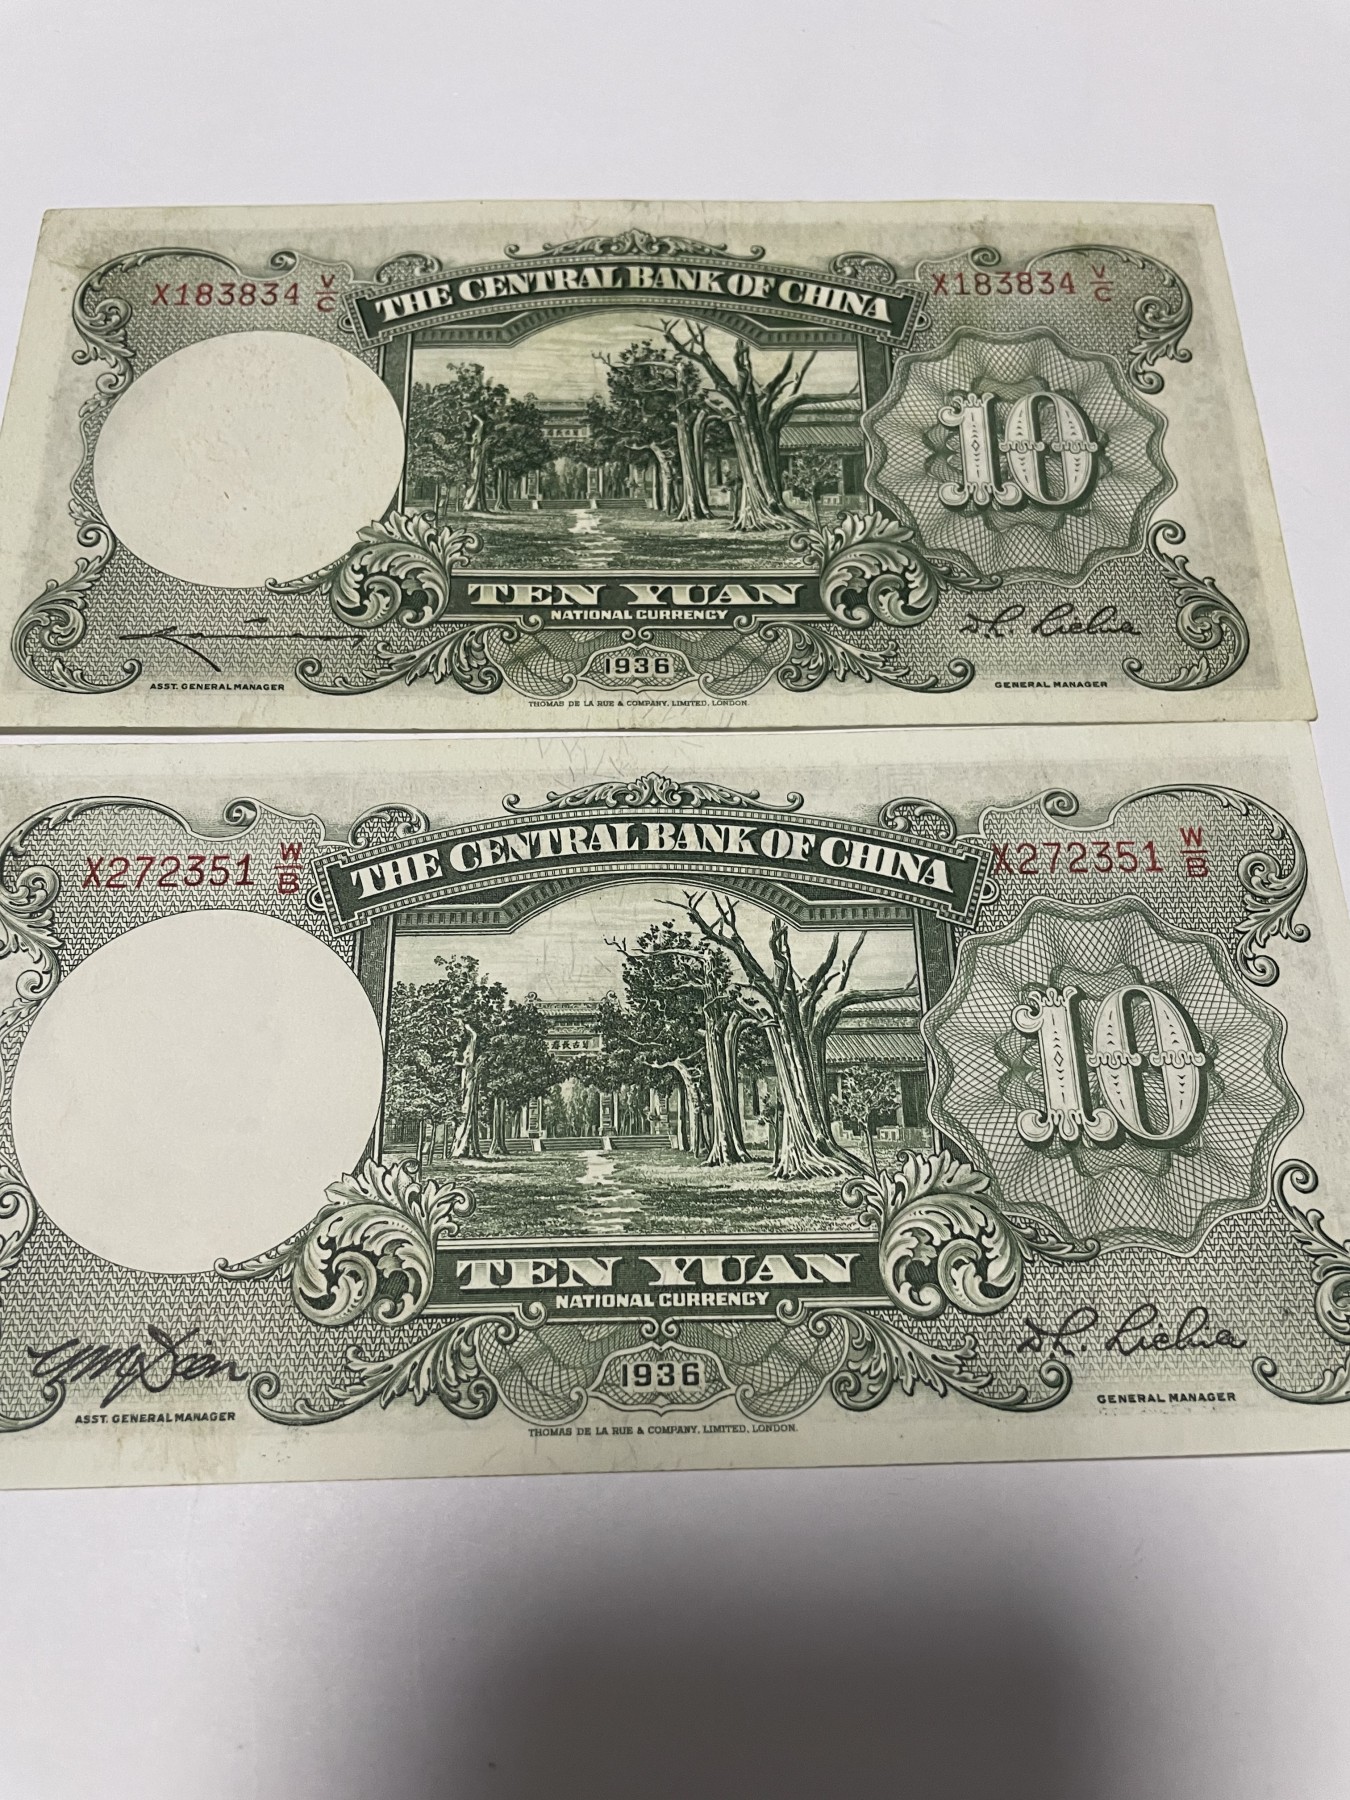 X183834 V/C
X183834 V/C
THE CENTRAL BANK OF CHINA
10
TEN YUAN
NATIONAL CURRENCY
1936
ASST. GENERAL MANAGER
GENERAL MANAGER
THOMAS DE LA RUE & COMPANY, LIMITED, LONDON.
X272351 W/B
X272351 W/B
THE CENTRAL BANK OF CHINA
10
TEN YUAN
NATIONAL CURRENCY
1936
ASST. GENERAL MANAGER
GENERAL MANAGER
THOMAS DE LA RUE & COMPANY, LIMITED, LONDON.